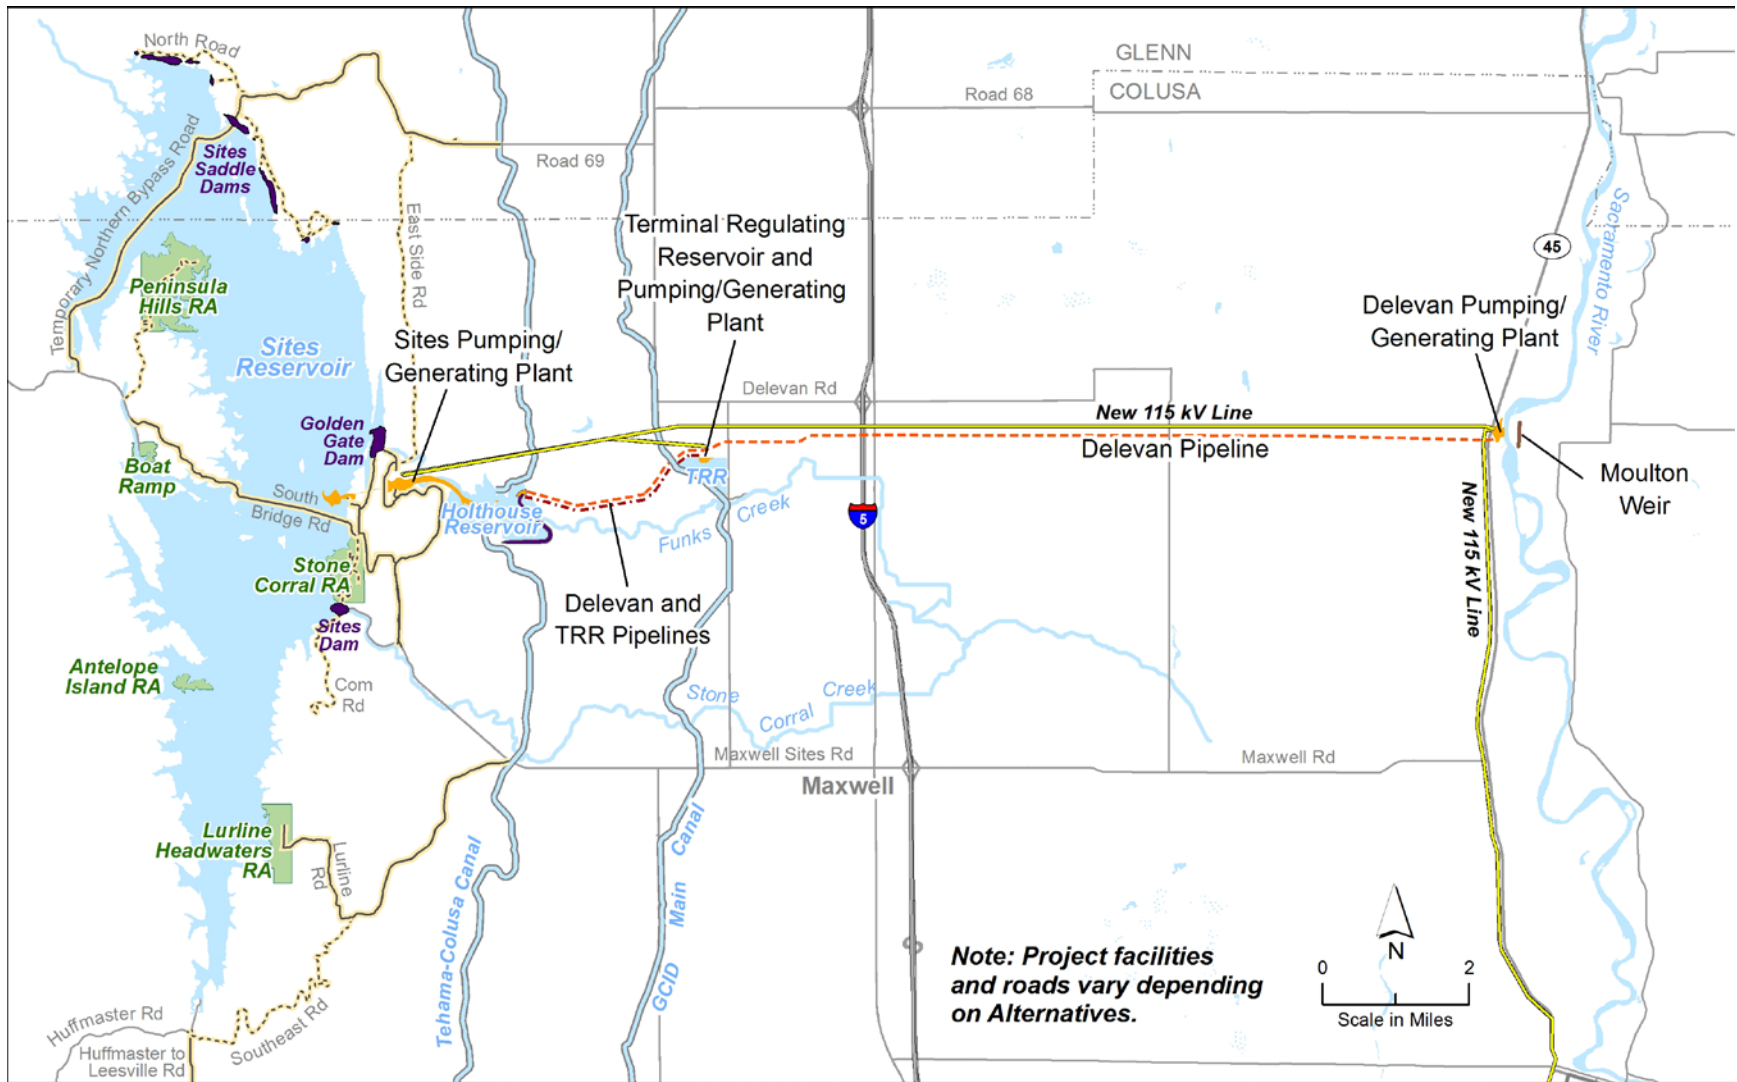 North Road
GLENN
COLUSA
Road 68
Road 69
Temporary Northern Bypass Road
Sites
Saddle
Dams
East Side Rd
Terminal Regulating
Reservoir and
Pumping/Generating
Plant
45
Sacramento River
Peninsula
Hills RA
Sites
Reservoir
Sites Pumping/
Generating Plant
Delevan Pumping/
Generating Plant
Delevan Rd
New 115 kV Line
Delevan Pipeline
Golden
Gate
Dam
Boat
Ramp
South
Bridge Rd
TRR
Holthouse
Reservoir
Funks Creek
5
Moulton
Weir
New 115 kV Line
Stone
Corral RA
Delevan and
TRR Pipelines
Sites
Dam
Antelope
Island RA
Com
Rd
Stone Corral Creek
Maxwell Sites Rd
Maxwell Rd
Maxwell
Lurline
Headwaters
RA
Lurline
Rd
Tehama-Colusa Canal
GCID Main Canal
Note: Project facilities
and roads vary depending
on Alternatives.
N
0 2
Scale in Miles
Huffmaster Rd
Huffmaster to
Leesville Rd
Southeast Rd